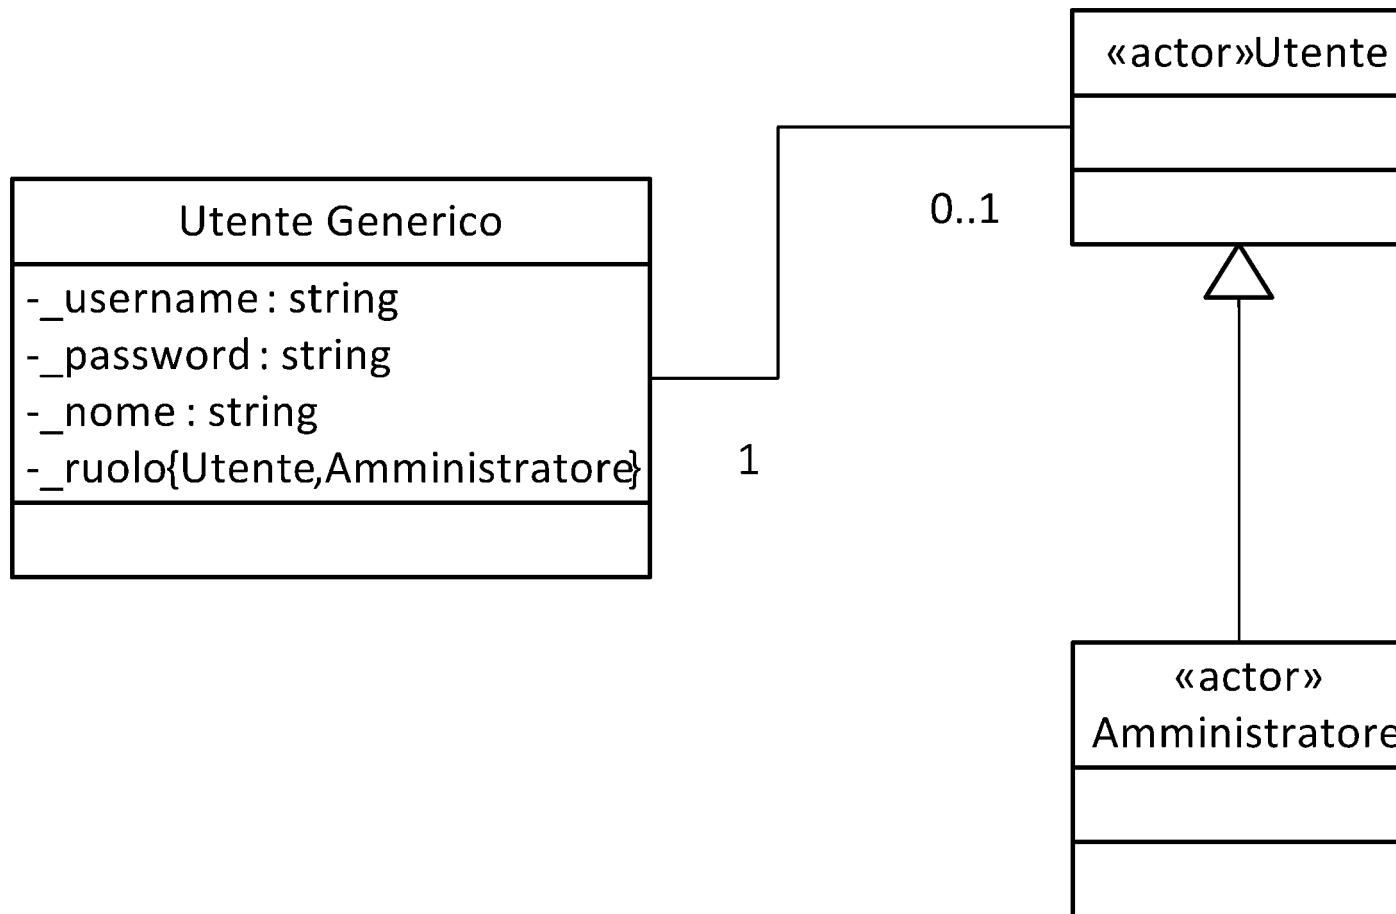 «actor»Utente
0..1
Utente Generico
-_username : string
-_password : string
-_nome : string
-_ruolo{Utente,Amministratore}
1
«actor»
Amministratore